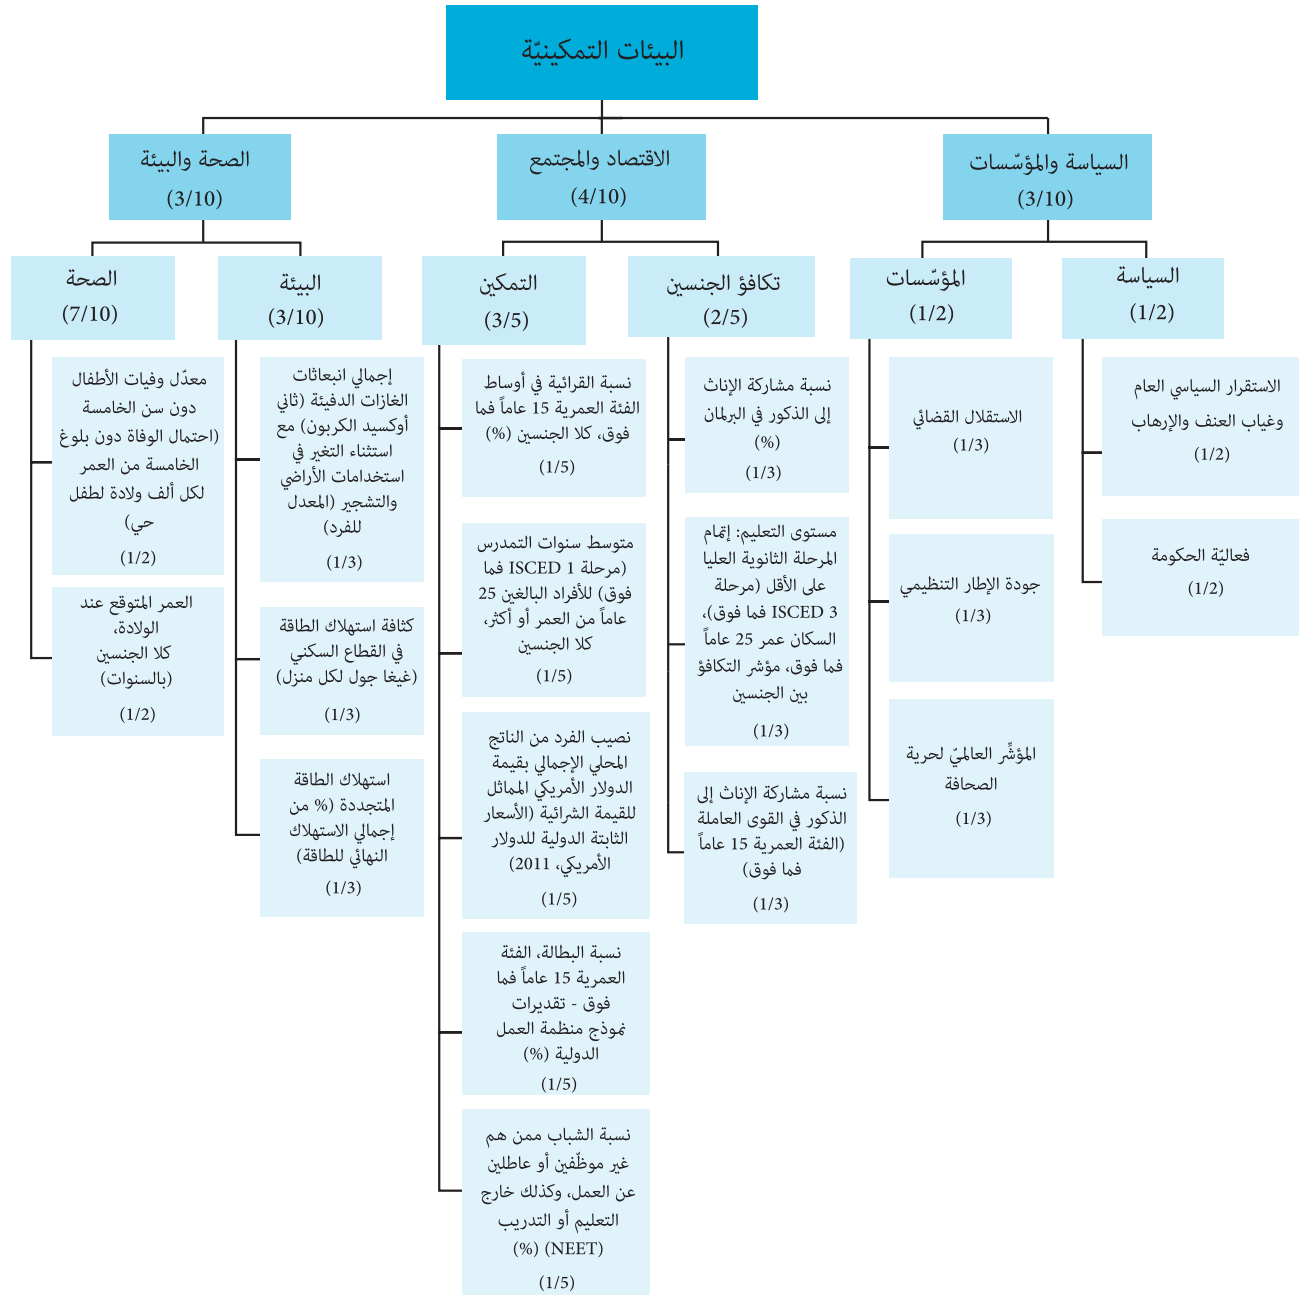 البيئات التمكينيّة
السياسة والمؤسّسات
(3/10)
الاقتصاد والمجتمع
(4/10)
الصحة والبيئة
(3/10)
السياسة
(1/2)
المؤسّسات
(1/2)
تكافؤ الجنسين
(2/5)
التمكين
(3/5)
البيئة
(3/10)
الصحة
(7/10)
الاستقرار السياسي العام
وغياب العنف والإرهاب
(1/2)
فعاليّة الحكومة
(1/2)
الاستقلال القضائي
(1/3)
جودة الإطار التنظيمي
(1/3)
المؤشِّر العالميّ لحرية
الصحافة
(1/3)
نسبة مشاركة الإناث
إلى الذكور في البرلمان
(%)
(1/3)
مستوى التعليم: إتمام
المرحلة الثانوية العليا
على الأقل (مرحلة
ISCED 3 فما فوق)،
السكان عمر 25 عاماً
فما فوق، مؤشر التكافؤ
بين الجنسين
(1/3)
نسبة مشاركة الإناث إلى
الذكور في القوى العاملة
(الفئة العمرية 15 عاماً
فما فوق)
(1/3)
نسبة القرائية في أوساط
الفئة العمرية 15 عاماً فما
فوق، كلا الجنسين (%)
(1/5)
متوسط سنوات التمدرس
(مرحلة ISCED 1 فما
فوق) للأفراد البالغين 25
عاماً من العمر أو أكثر،
كلا الجنسين
(1/5)
نصيب الفرد من الناتج
المحلي الإجمالي بقيمة
الدولار الأمريكي المماثل
للقيمة الشرائية (الأسعار
الثابتة الدولية للدولار
الأمريكي، 2011)
(1/5)
نسبة البطالة، الفئة
العمرية 15 عاماً فما
فوق - تقديرات
نموذج منظمة العمل
الدولية (%)
(1/5)
نسبة الشباب ممن هم
غير موظّفين أو عاطلين
عن العمل، وكذلك خارج
التعليم أو التدريب
(NEET) (%)
(1/5)
إجمالي انبعاثات
الغازات الدفيئة (ثاني
أوكسيد الكربون) مع
استثناء التغير في
استخدامات الأراضي
والتشجير (المعدل
للفرد)
(1/3)
كثافة استهلاك الطاقة
في القطاع السكني
(غيغا جول لكل منزل)
(1/3)
استهلاك الطاقة
المتجددة (% من
إجمالي الاستهلاك
النهائي للطاقة)
(1/3)
معدّل وفيات الأطفال
دون سن الخامسة
(احتمال الوفاة دون بلوغ
الخامسة من العمر
لكل ألف ولادة لطفل
حي)
(1/2)
العمر المتوقع عند
الولادة،
كلا الجنسين
(بالسنوات)
(1/2)